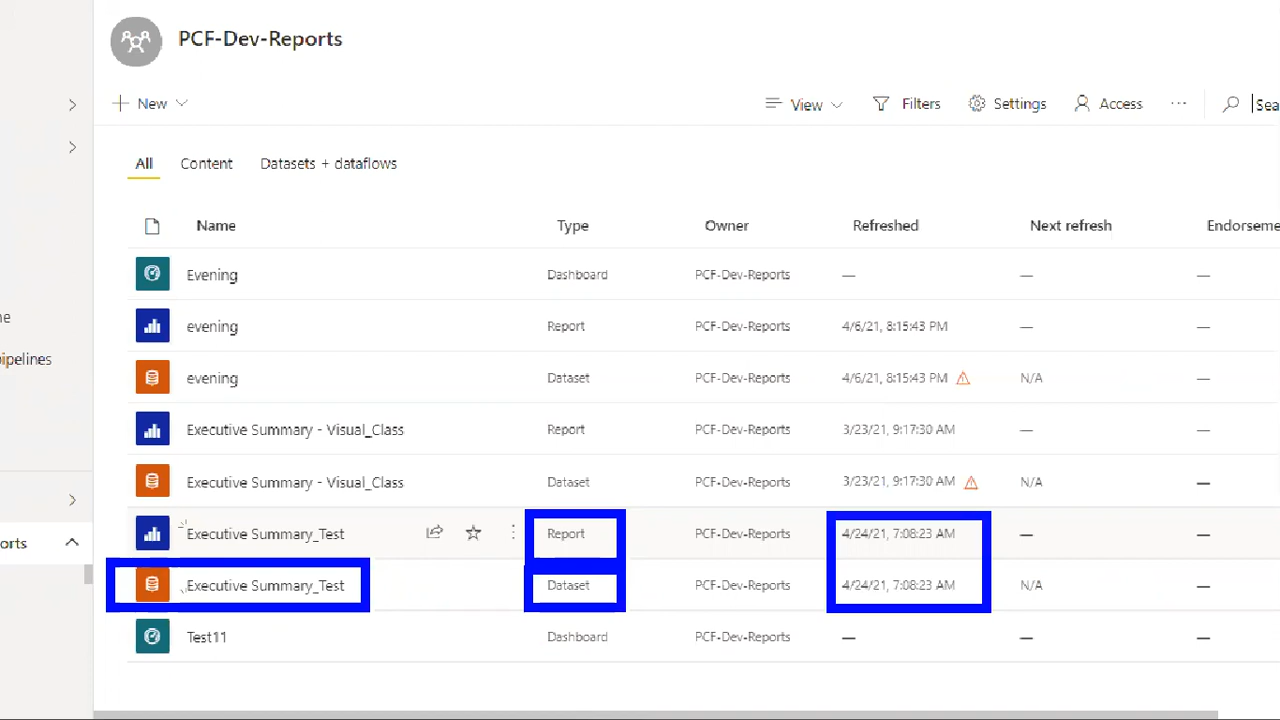 PCF-Dev-Reports
New
View Filters Settings Access ... Sea
All Content Datasets + dataflows
Name Type Owner Refreshed Next refresh Endorseme
Evening Dashboard PCF-Dev-Reports — — —
evening Report PCF-Dev-Reports 4/6/21, 8:15:43 PM — —
evening Dataset PCF-Dev-Reports 4/6/21, 8:15:43 PM N/A —
Executive Summary - Visual_Class Report PCF-Dev-Reports 3/23/21, 9:17:30 AM — —
Executive Summary - Visual_Class Dataset PCF-Dev-Reports 3/23/21, 9:17:30 AM N/A —
Executive Summary_Test Report PCF-Dev-Reports 4/24/21, 7:08:23 AM — —
Executive Summary_Test Dataset PCF-Dev-Reports 4/24/21, 7:08:23 AM N/A —
Test11 Dashboard PCF-Dev-Reports — — —
ne
ipelines
orts